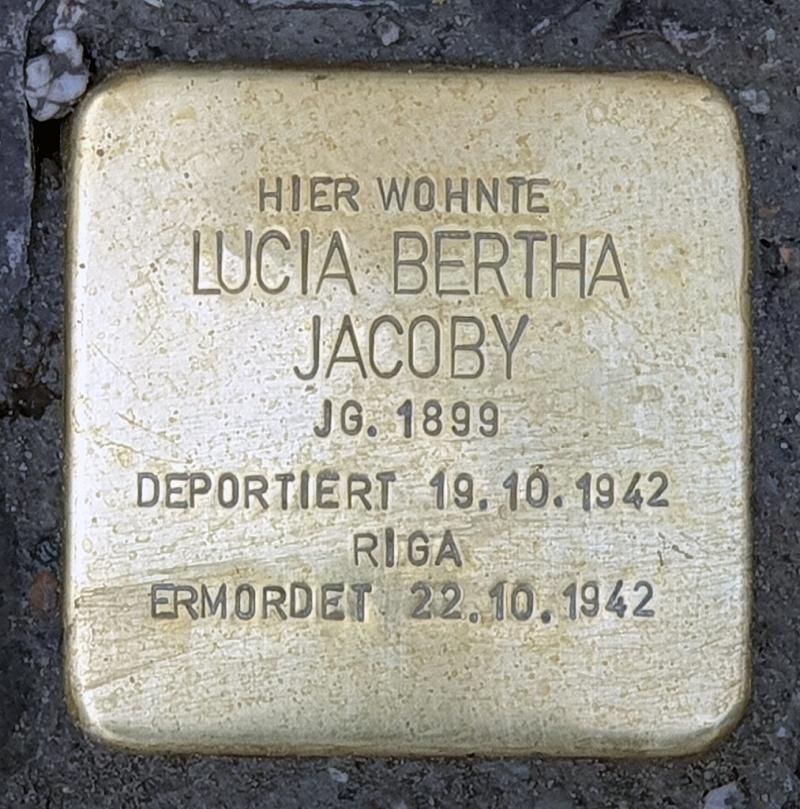 HIER WOHNTE
LUCIA BERTHA
JACOBY
JG. 1899
DEPORTIERT 19.10.1942
RIGA
ERMORDET 22.10.1942